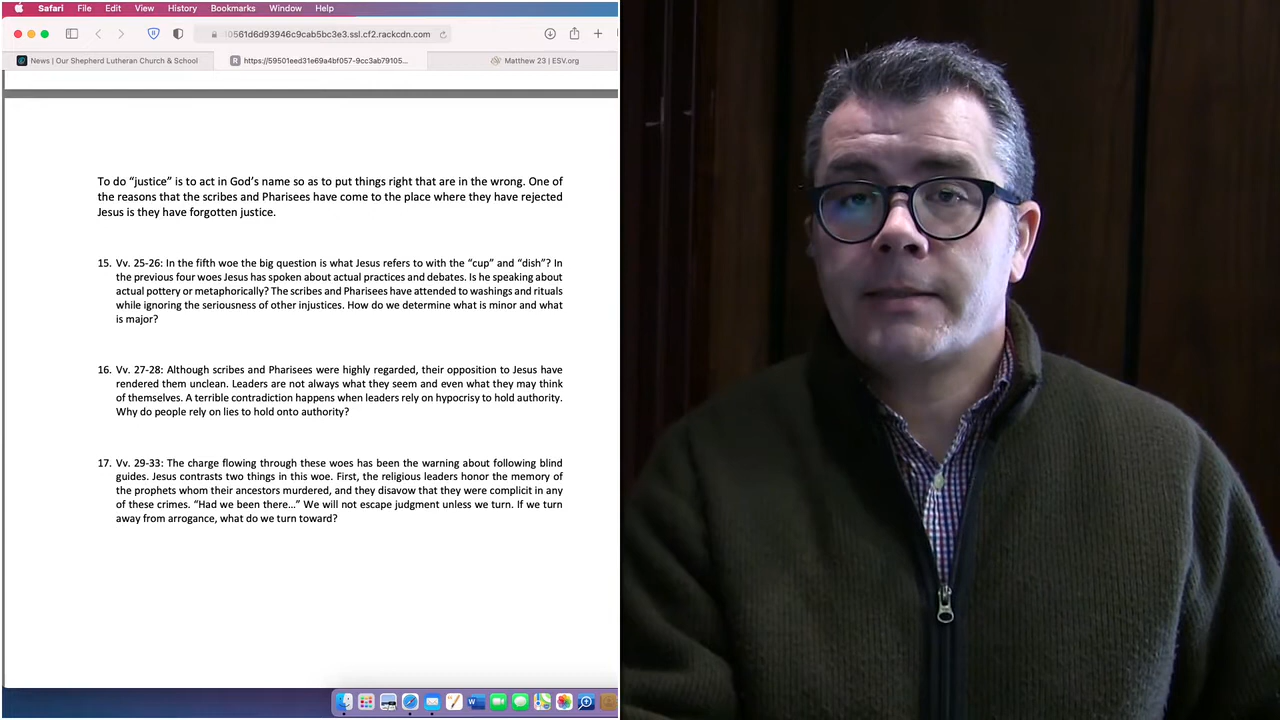 Safari File Edit View History Bookmarks Window Help
10561d6d93946c9cab5bc3e3.ssl.cf2.rackcdn.com
News | Our Shepherd Lutheran Church & School
https://59501eed31e69a4bf057-9cc3ab79105...
Matthew 23 | ESV.org
To do “justice” is to act in God’s name so as to put things right that are in the wrong. One of
the reasons that the scribes and Pharisees have come to the place where they have rejected
Jesus is they have forgotten justice.
15. Vv. 25-26: In the fifth woe the big question is what Jesus refers to with the “cup” and “dish”? In
the previous four woes Jesus has spoken about actual practices and debates. Is he speaking about
actual pottery or metaphorically? The scribes and Pharisees have attended to washings and rituals
while ignoring the seriousness of other injustices. How do we determine what is minor and what
is major?
16. Vv. 27-28: Although scribes and Pharisees were highly regarded, their opposition to Jesus have
rendered them unclean. Leaders are not always what they seem and even what they may think
of themselves. A terrible contradiction happens when leaders rely on hypocrisy to hold authority.
Why do people rely on lies to hold onto authority?
17. Vv. 29-33: The charge flowing through these woes has been the warning about following blind
guides. Jesus contrasts two things in this woe. First, the religious leaders honor the memory of
the prophets whom their ancestors murdered, and they disavow that they were complicit in any
of these crimes. “Had we been there…” We will not escape judgment unless we turn. If we turn
away from arrogance, what do we turn toward?